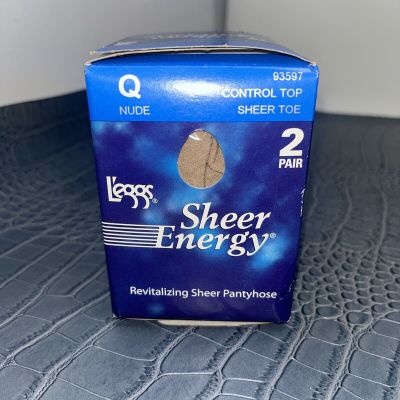 Q
NUDE
93597
CONTROL TOP
SHEER TOE
2
PAIR
L'eggs®
Sheer
Energy®
Revitalizing Sheer Pantyhose